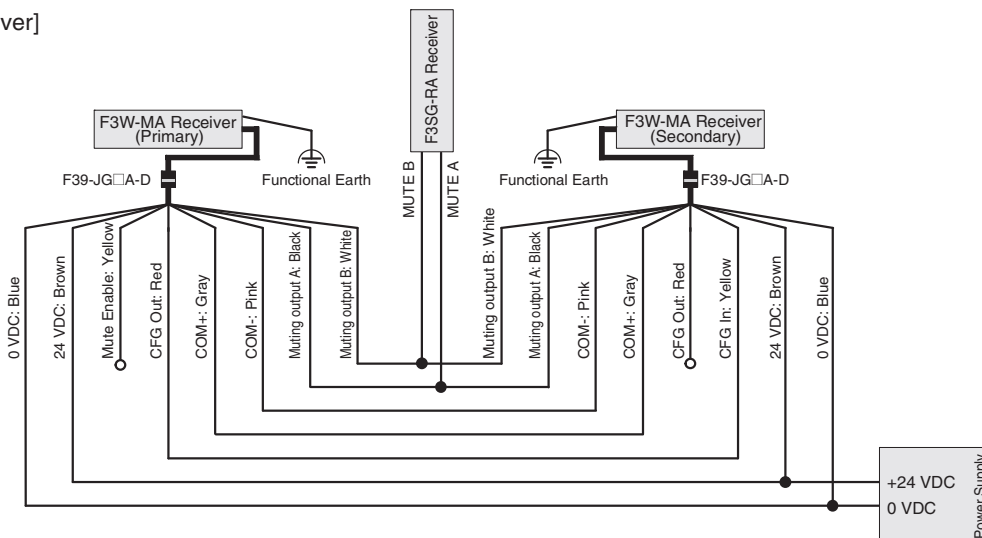 ver]
F3SG-RA Receiver
F3W-MA Receiver
(Primary)
F3W-MA Receiver
(Secondary)
F39-JG□A-D
Functional Earth
MUTE B
MUTE A
Functional Earth
F39-JG□A-D
0 VDC: Blue
24 VDC: Brown
Mute Enable: Yellow
CFG Out: Red
COM+: Gray
COM-: Pink
Muting output A: Black
Muting output B: White
Muting output B: White
Muting output A: Black
COM-: Pink
COM+: Gray
CFG Out: Red
CFG In: Yellow
24 VDC: Brown
0 VDC: Blue
+24 VDC
0 VDC
Power Supply